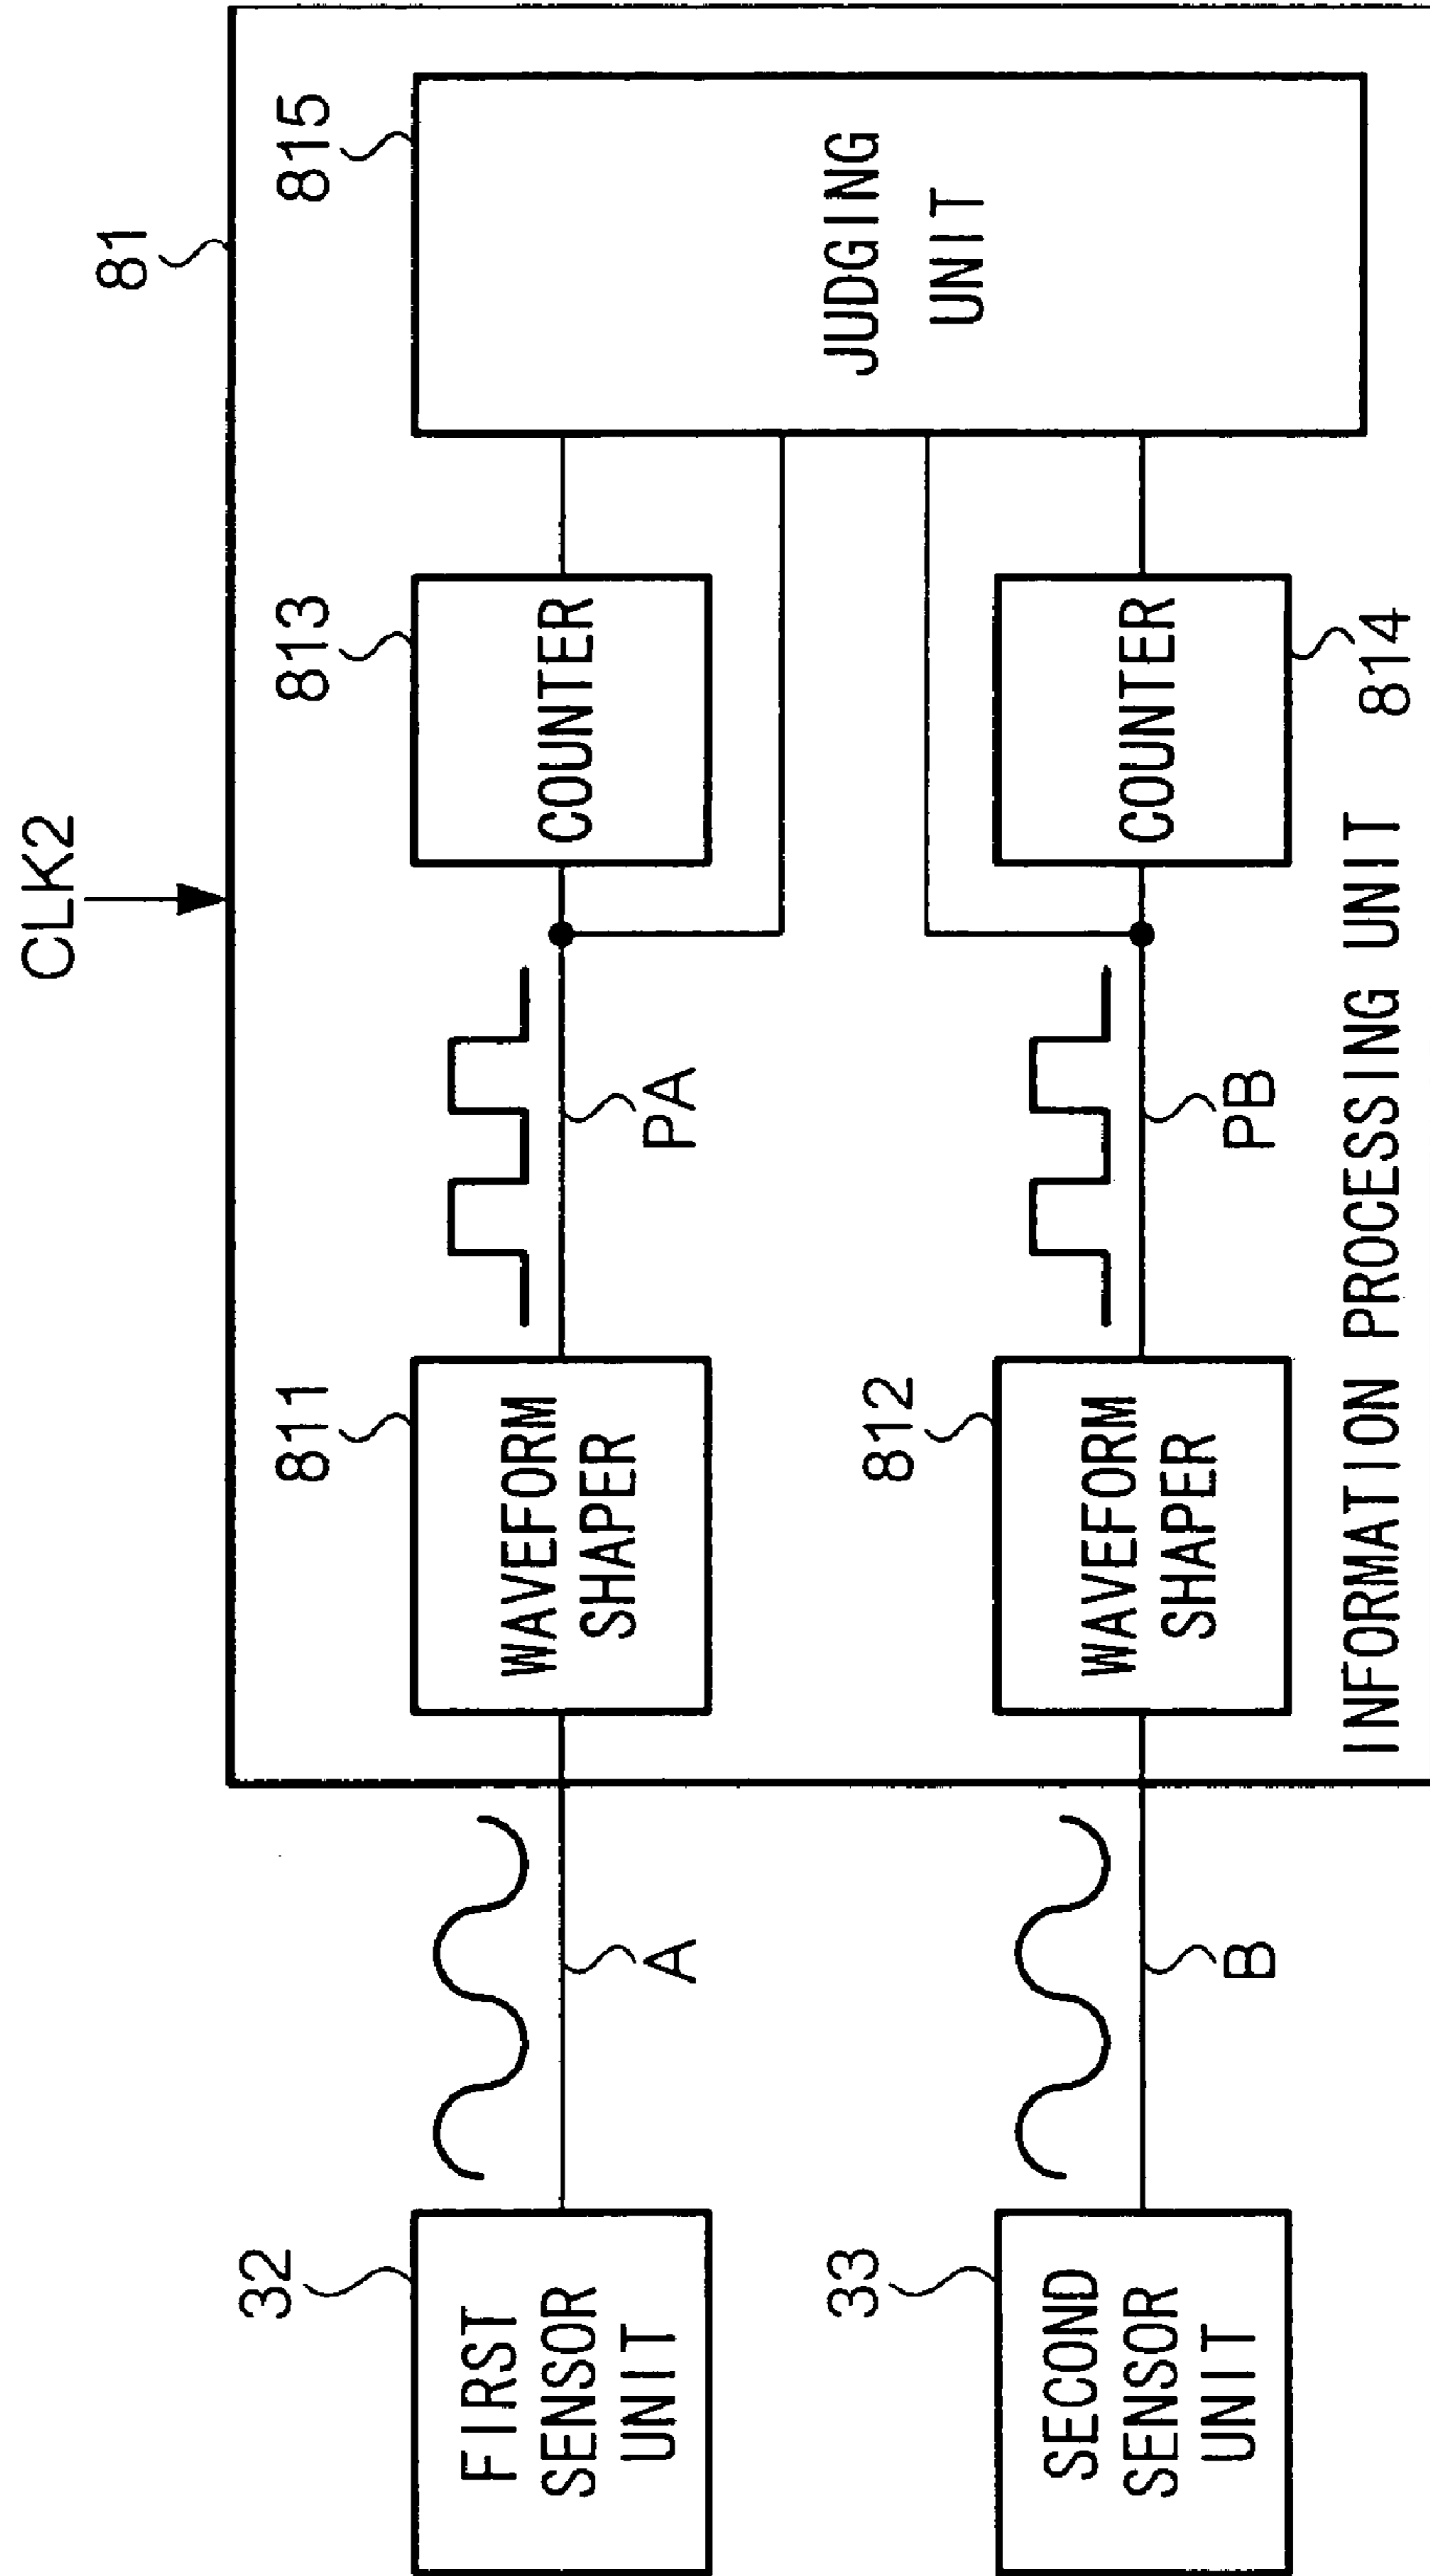 CLK2
81
32
FIRST
SENSOR
UNIT
A
811
WAVEFORM
SHAPER
PA
813
COUNTER
815
JUDGING
UNIT
33
SECOND
SENSOR
UNIT
B
812
WAVEFORM
SHAPER
PB
COUNTER
814
INFORMATION PROCESSING UNIT